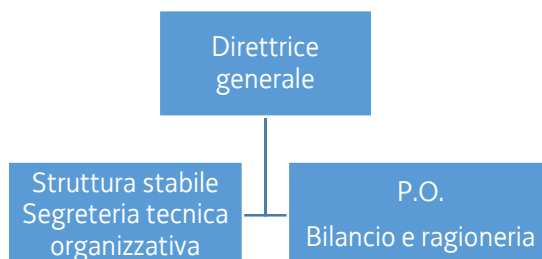 Direttrice
generale
Struttura stabile
Segreteria tecnica
organizzativa
P.O.
Bilancio e ragioneria